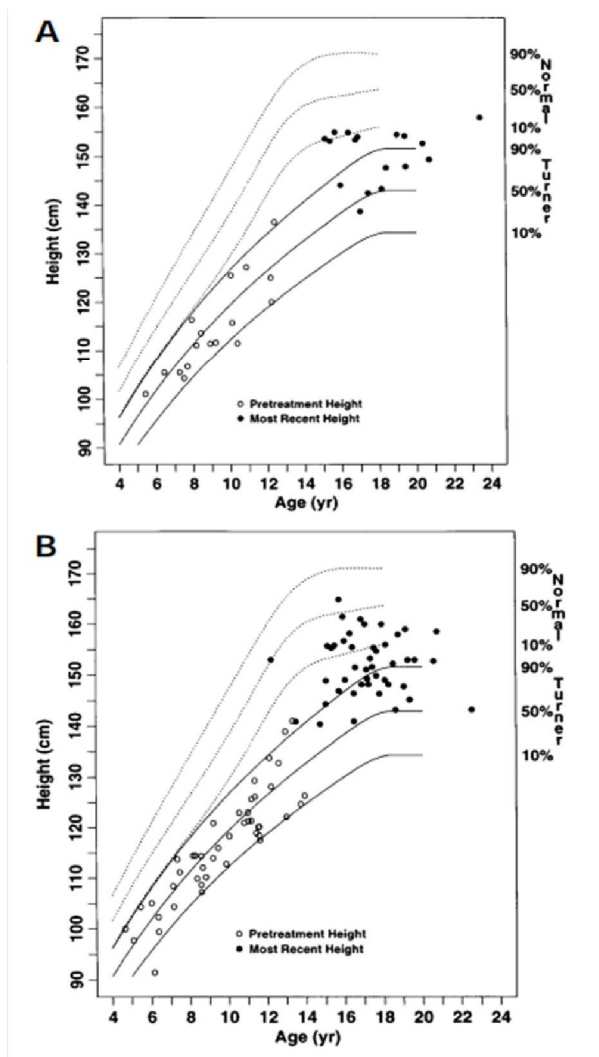 A
170
160
150
140
130
120
110
100
90
Height (cm)
90%
50%
10%
Normal
90%
50%
10%
Turner
Pretreatment Height
Most Recent Height
4 6 8 10 12 14 16 18 20 22 24
Age (yr)
B
170
160
150
140
130
120
110
100
90
Height (cm)
90%
50%
10%
Normal
90%
50%
10%
Turner
Pretreatment Height
Most Recent Height
4 6 8 10 12 14 16 18 20 22 24
Age (yr)